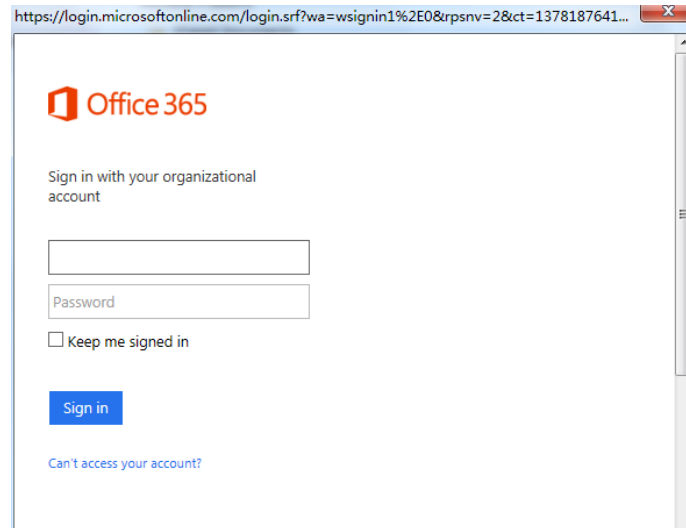 https://login.microsoftonline.com/login.srf?wa=wsignin1%2E0&rpsnv=2&ct=1378187641...
Office 365
Sign in with your organizational
account
Password
Keep me signed in
Sign in
Can't access your account?